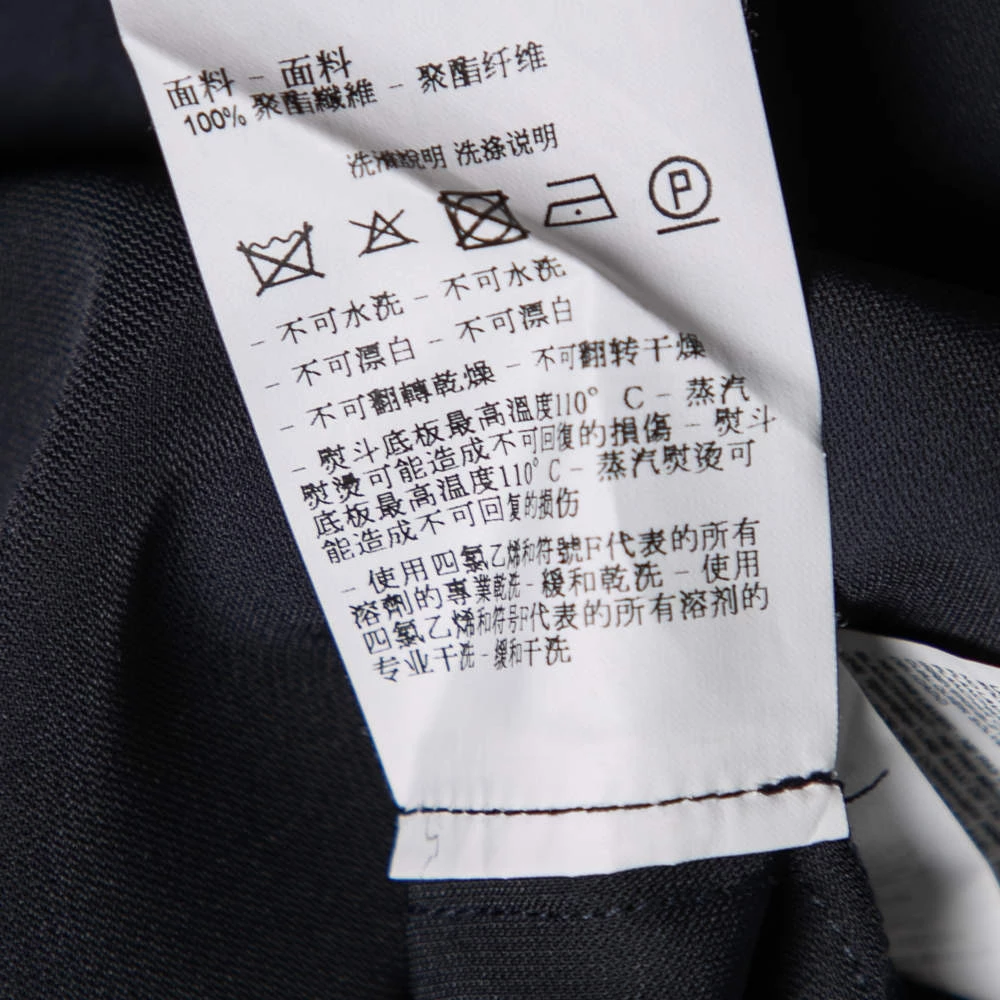 面料 - 面料
100% 聚酯纖維 - 聚酯纤维
洗滌說明 洗涤说明
P
- 不可水洗 - 不可水洗
- 不可漂白 - 不可漂白
- 不可翻轉乾燥 - 不可翻转干燥
- 熨斗底板最高溫度110° C - 蒸汽
熨燙可能造成不可回復的損傷 - 熨斗
底板最高温度110° C - 蒸汽熨烫可
能造成不可回复的损伤
- 使用四氯乙烯和符號F代表的所有
溶劑的專業乾洗 - 緩和乾洗 - 使用
四氯乙烯和符号F代表的所有溶剂的
专业干洗 - 缓和干洗